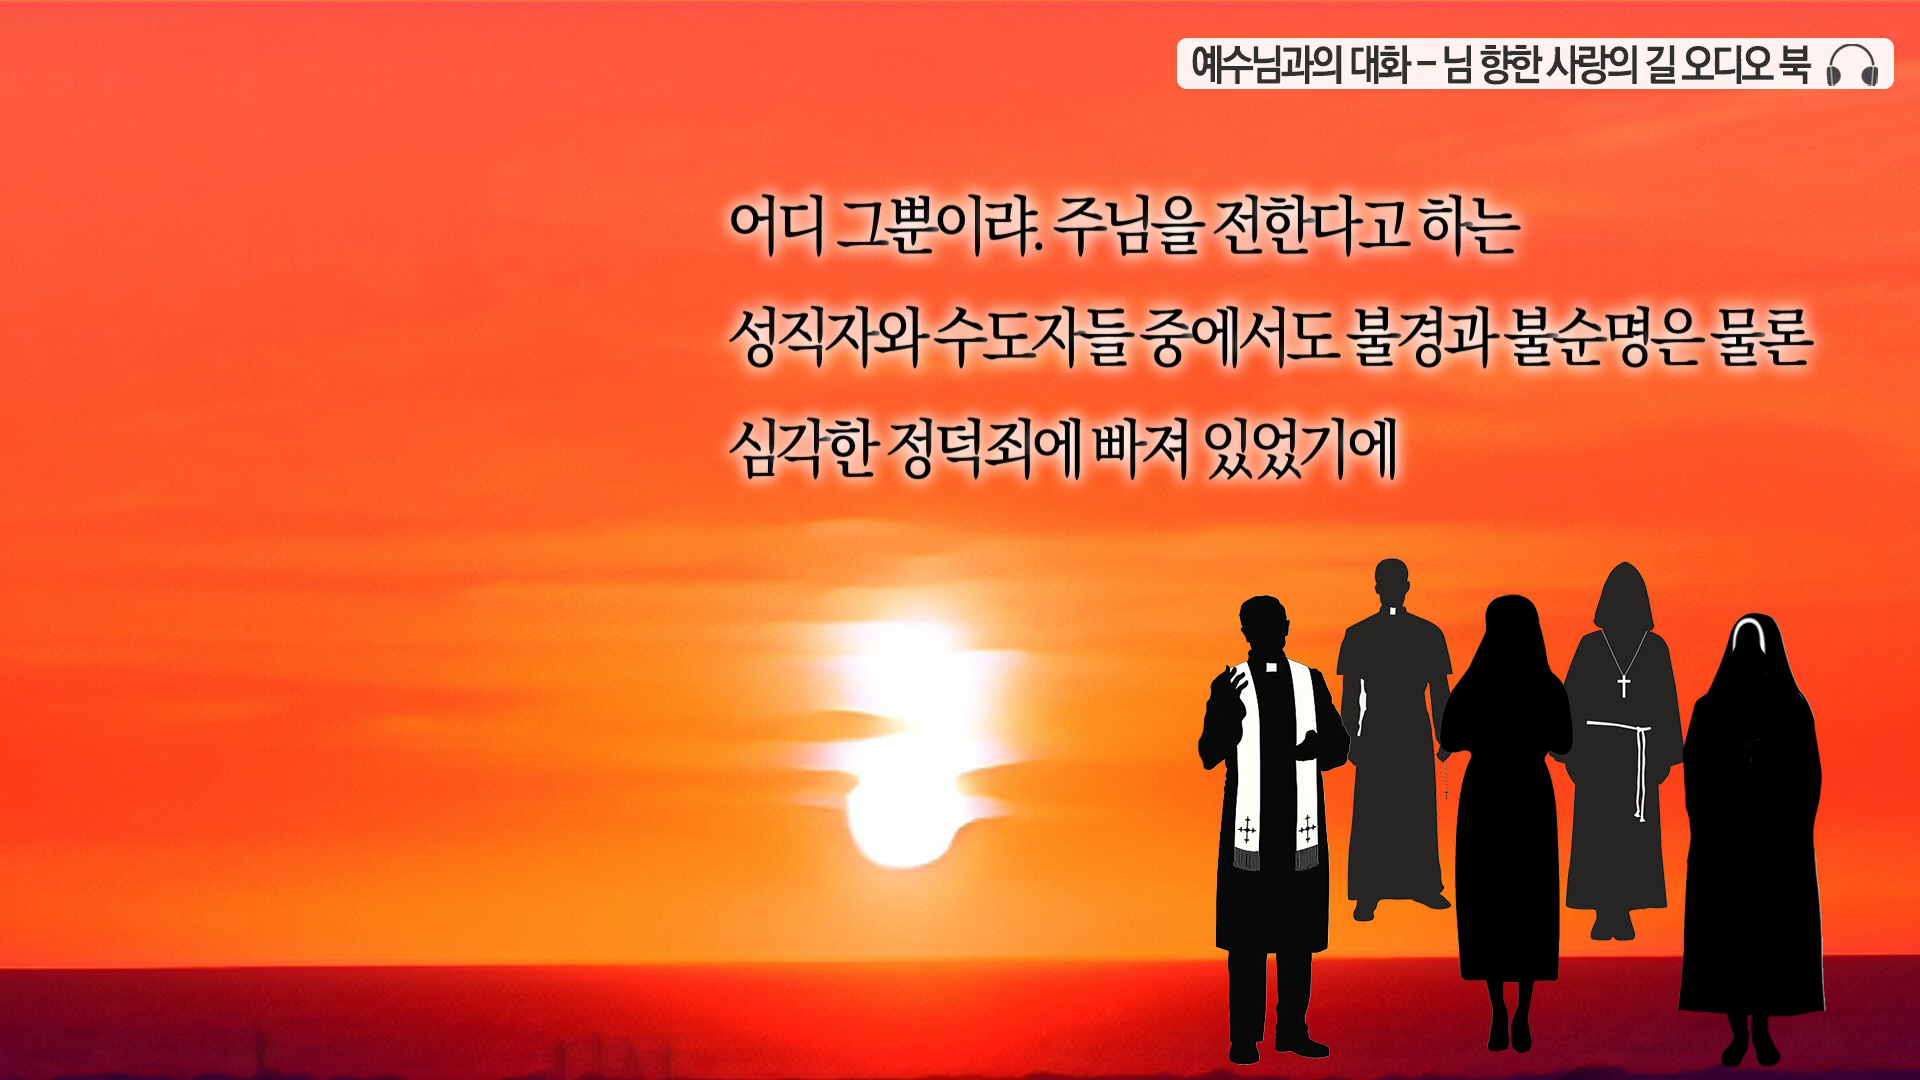 예수님과의 대화 – 님 향한 사랑의 길 오디오 북
어디 그뿐이랴. 주님을 전한다고 하는
성직자와 수도자들 중에서도 불경과 불순명은 물론
심각한 정덕죄에 빠져 있었기에